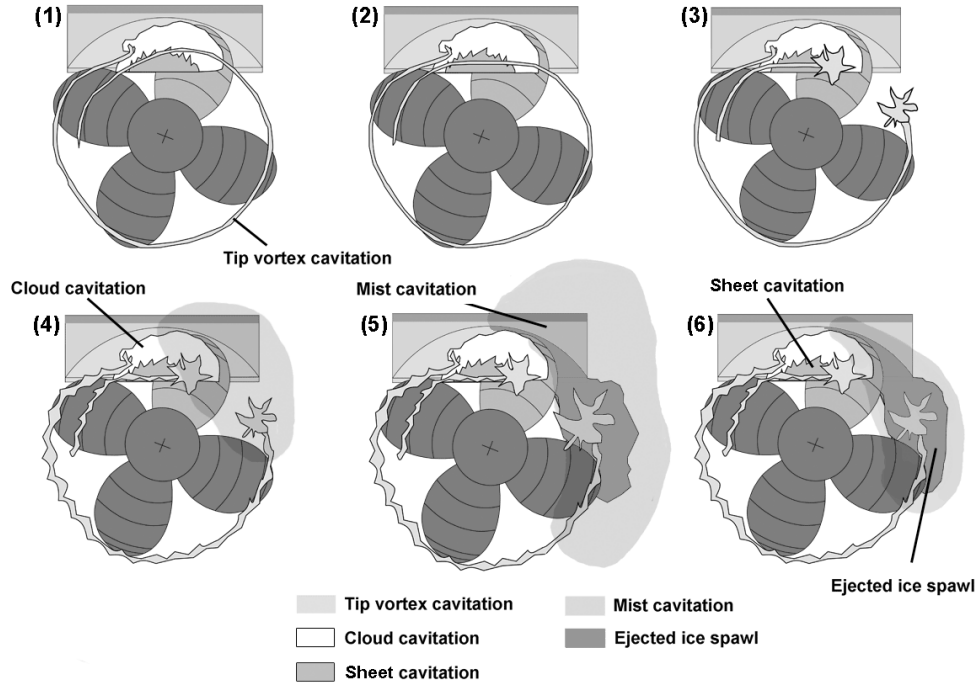 (1)
(2)
(3)
Tip vortex cavitation
Cloud cavitation
Mist cavitation
Sheet cavitation
(4)
(5)
(6)
Ejected ice spawl
Tip vortex cavitation
Mist cavitation
Cloud cavitation
Ejected ice spawl
Sheet cavitation